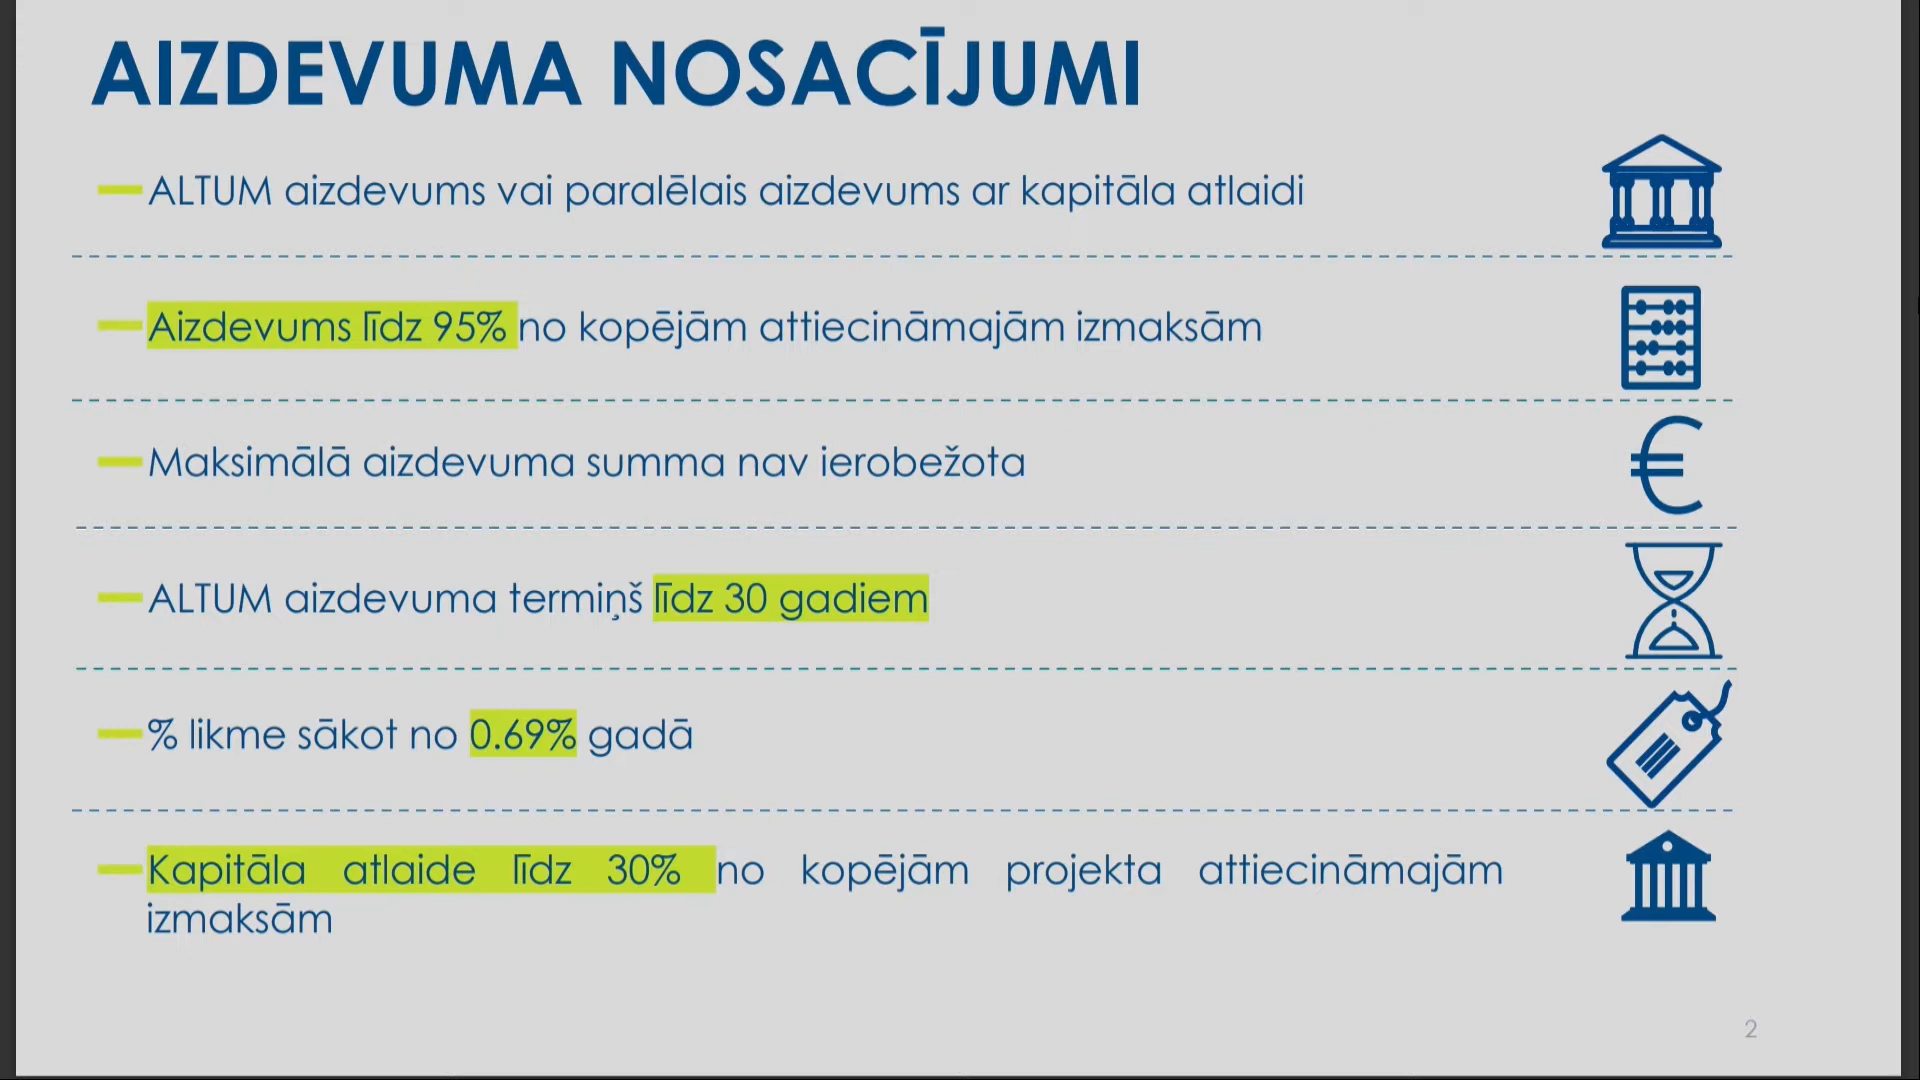 AIZDEVUMA NOSACĪJUMI
ALTUM aizdevums vai paralēlais aizdevums ar kapitāla atlaidi
Aizdevums līdz 95% no kopējām attiecināmajām izmaksām
Maksimālā aizdevuma summa nav ierobežota
ALTUM aizdevuma termiņš līdz 30 gadiem
% likme sākot no 0.69% gadā
Kapitāla atlaide līdz 30% no kopējām projekta attiecināmajām
izmaksām
2